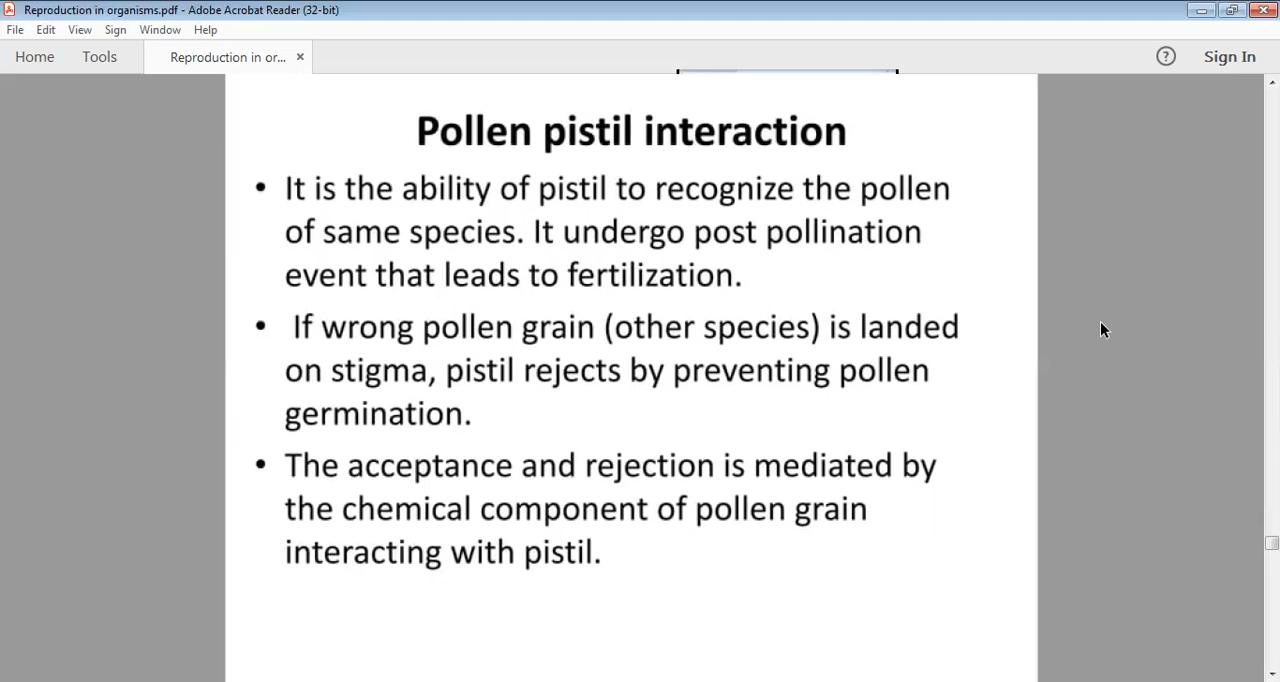 Reproduction in organisms.pdf - Adobe Acrobat Reader (32-bit)
File Edit View Sign Window Help
Home Tools Reproduction in or... × ? Sign In
Pollen pistil interaction
• It is the ability of pistil to recognize the pollen
of same species. It undergo post pollination
event that leads to fertilization.
• If wrong pollen grain (other species) is landed
on stigma, pistil rejects by preventing pollen
germination.
• The acceptance and rejection is mediated by
the chemical component of pollen grain
interacting with pistil.